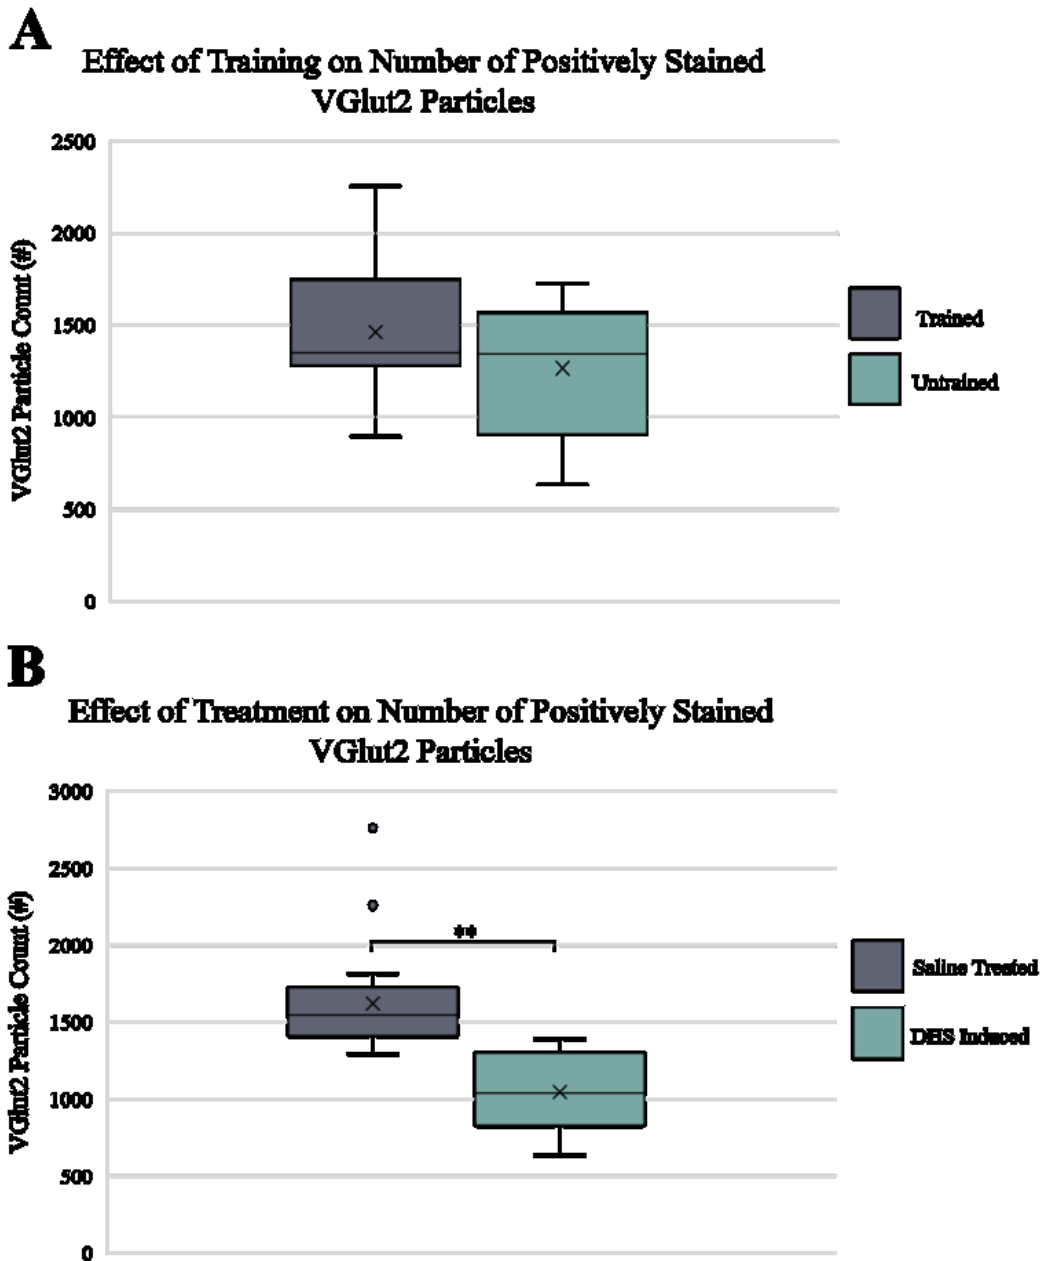 A
Effect of Training on Number of Positively Stained
VGlut2 Particles
2500
2000
1500
1000
500
0
VGlut2 Particle Count (#)
Trained
Untrained
B
Effect of Treatment on Number of Positively Stained
VGlut2 Particles
3000
2500
2000
1500
1000
500
0
VGlut2 Particle Count (#)
**
Saline Treated
DHS Induced